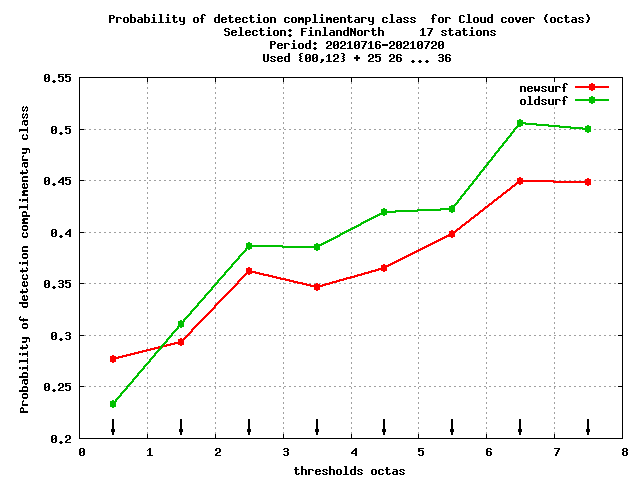 Probability of detection complimentary class  for Cloud cover (octas)
Selection: FinlandNorth     17 stations
Period: 20210716-20210720
Used {00,12} + 25 26 ... 36
newsurf
oldsurf
Probability of detection complimentary class
0.55
0.5
0.45
0.4
0.35
0.3
0.25
0.2
0 1 2 3 4 5 6 7 8
thresholds octas